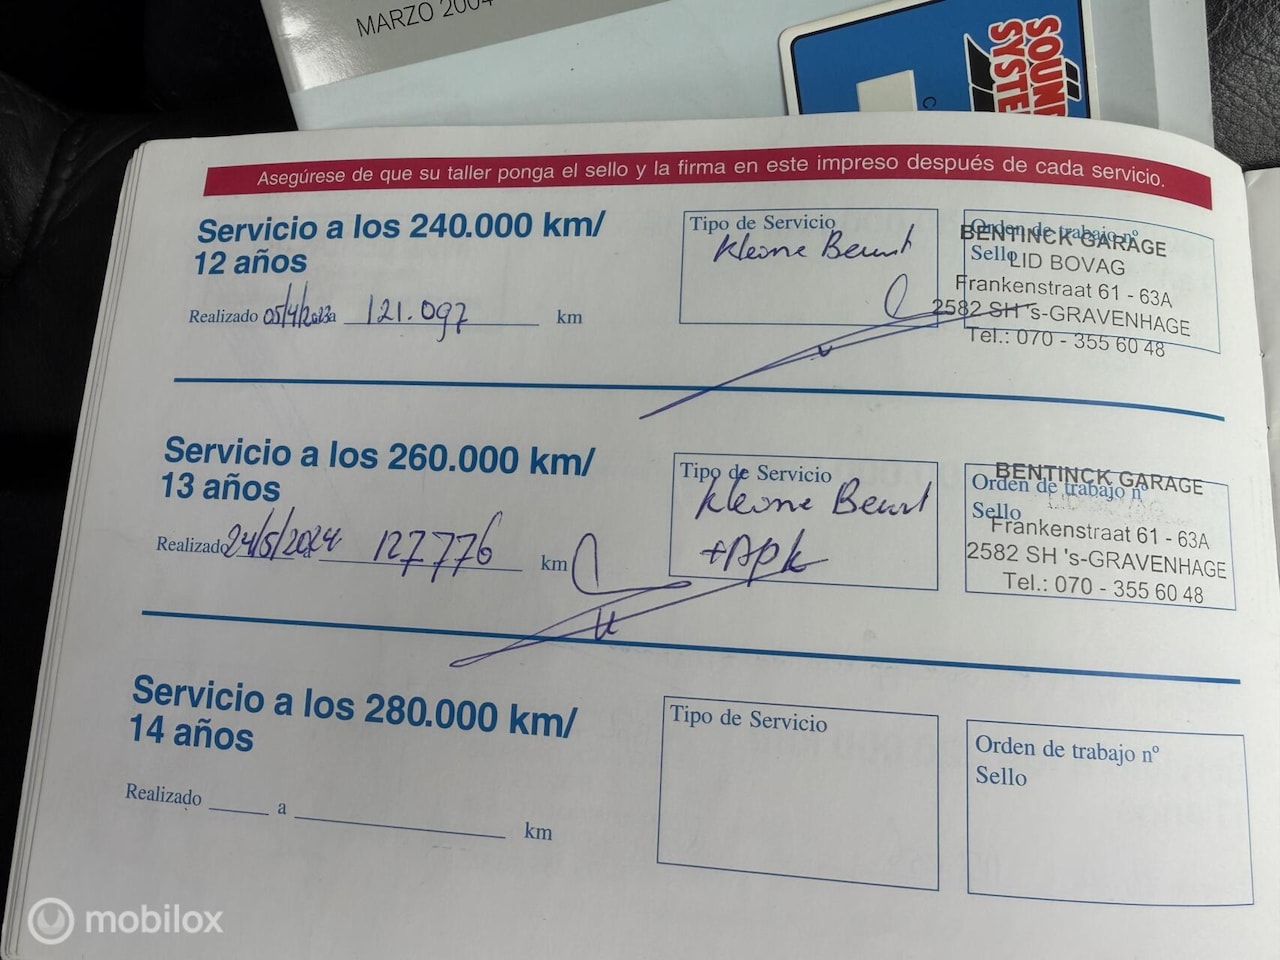 MARZO 2004
SOUND
SYSTE
Asegúrese de que su taller ponga el sello y la firma en este impreso después de cada servicio.
Servicio a los 240.000 km/
12 años
Realizado 05/4/2023 a 121.097 km
Tipo de Servicio
Kleine Beurt
Orden de trabajo nº
Sello
BENTINCK GARAGE
LID BOVAG
Frankenstraat 61 - 63A
2582 SH 's-GRAVENHAGE
Tel.: 070 - 355 60 48
Servicio a los 260.000 km/
13 años
Realizado 24/5/2024 127776 km
Tipo de Servicio
Kleine Beurt
+ APK
Orden de trabajo nº
Sello
BENTINCK GARAGE
LID BOVAG
Frankenstraat 61 - 63A
2582 SH 's-GRAVENHAGE
Tel.: 070 - 355 60 48
Servicio a los 280.000 km/
14 años
Realizado a km
Tipo de Servicio
Orden de trabajo nº
Sello
mobilox